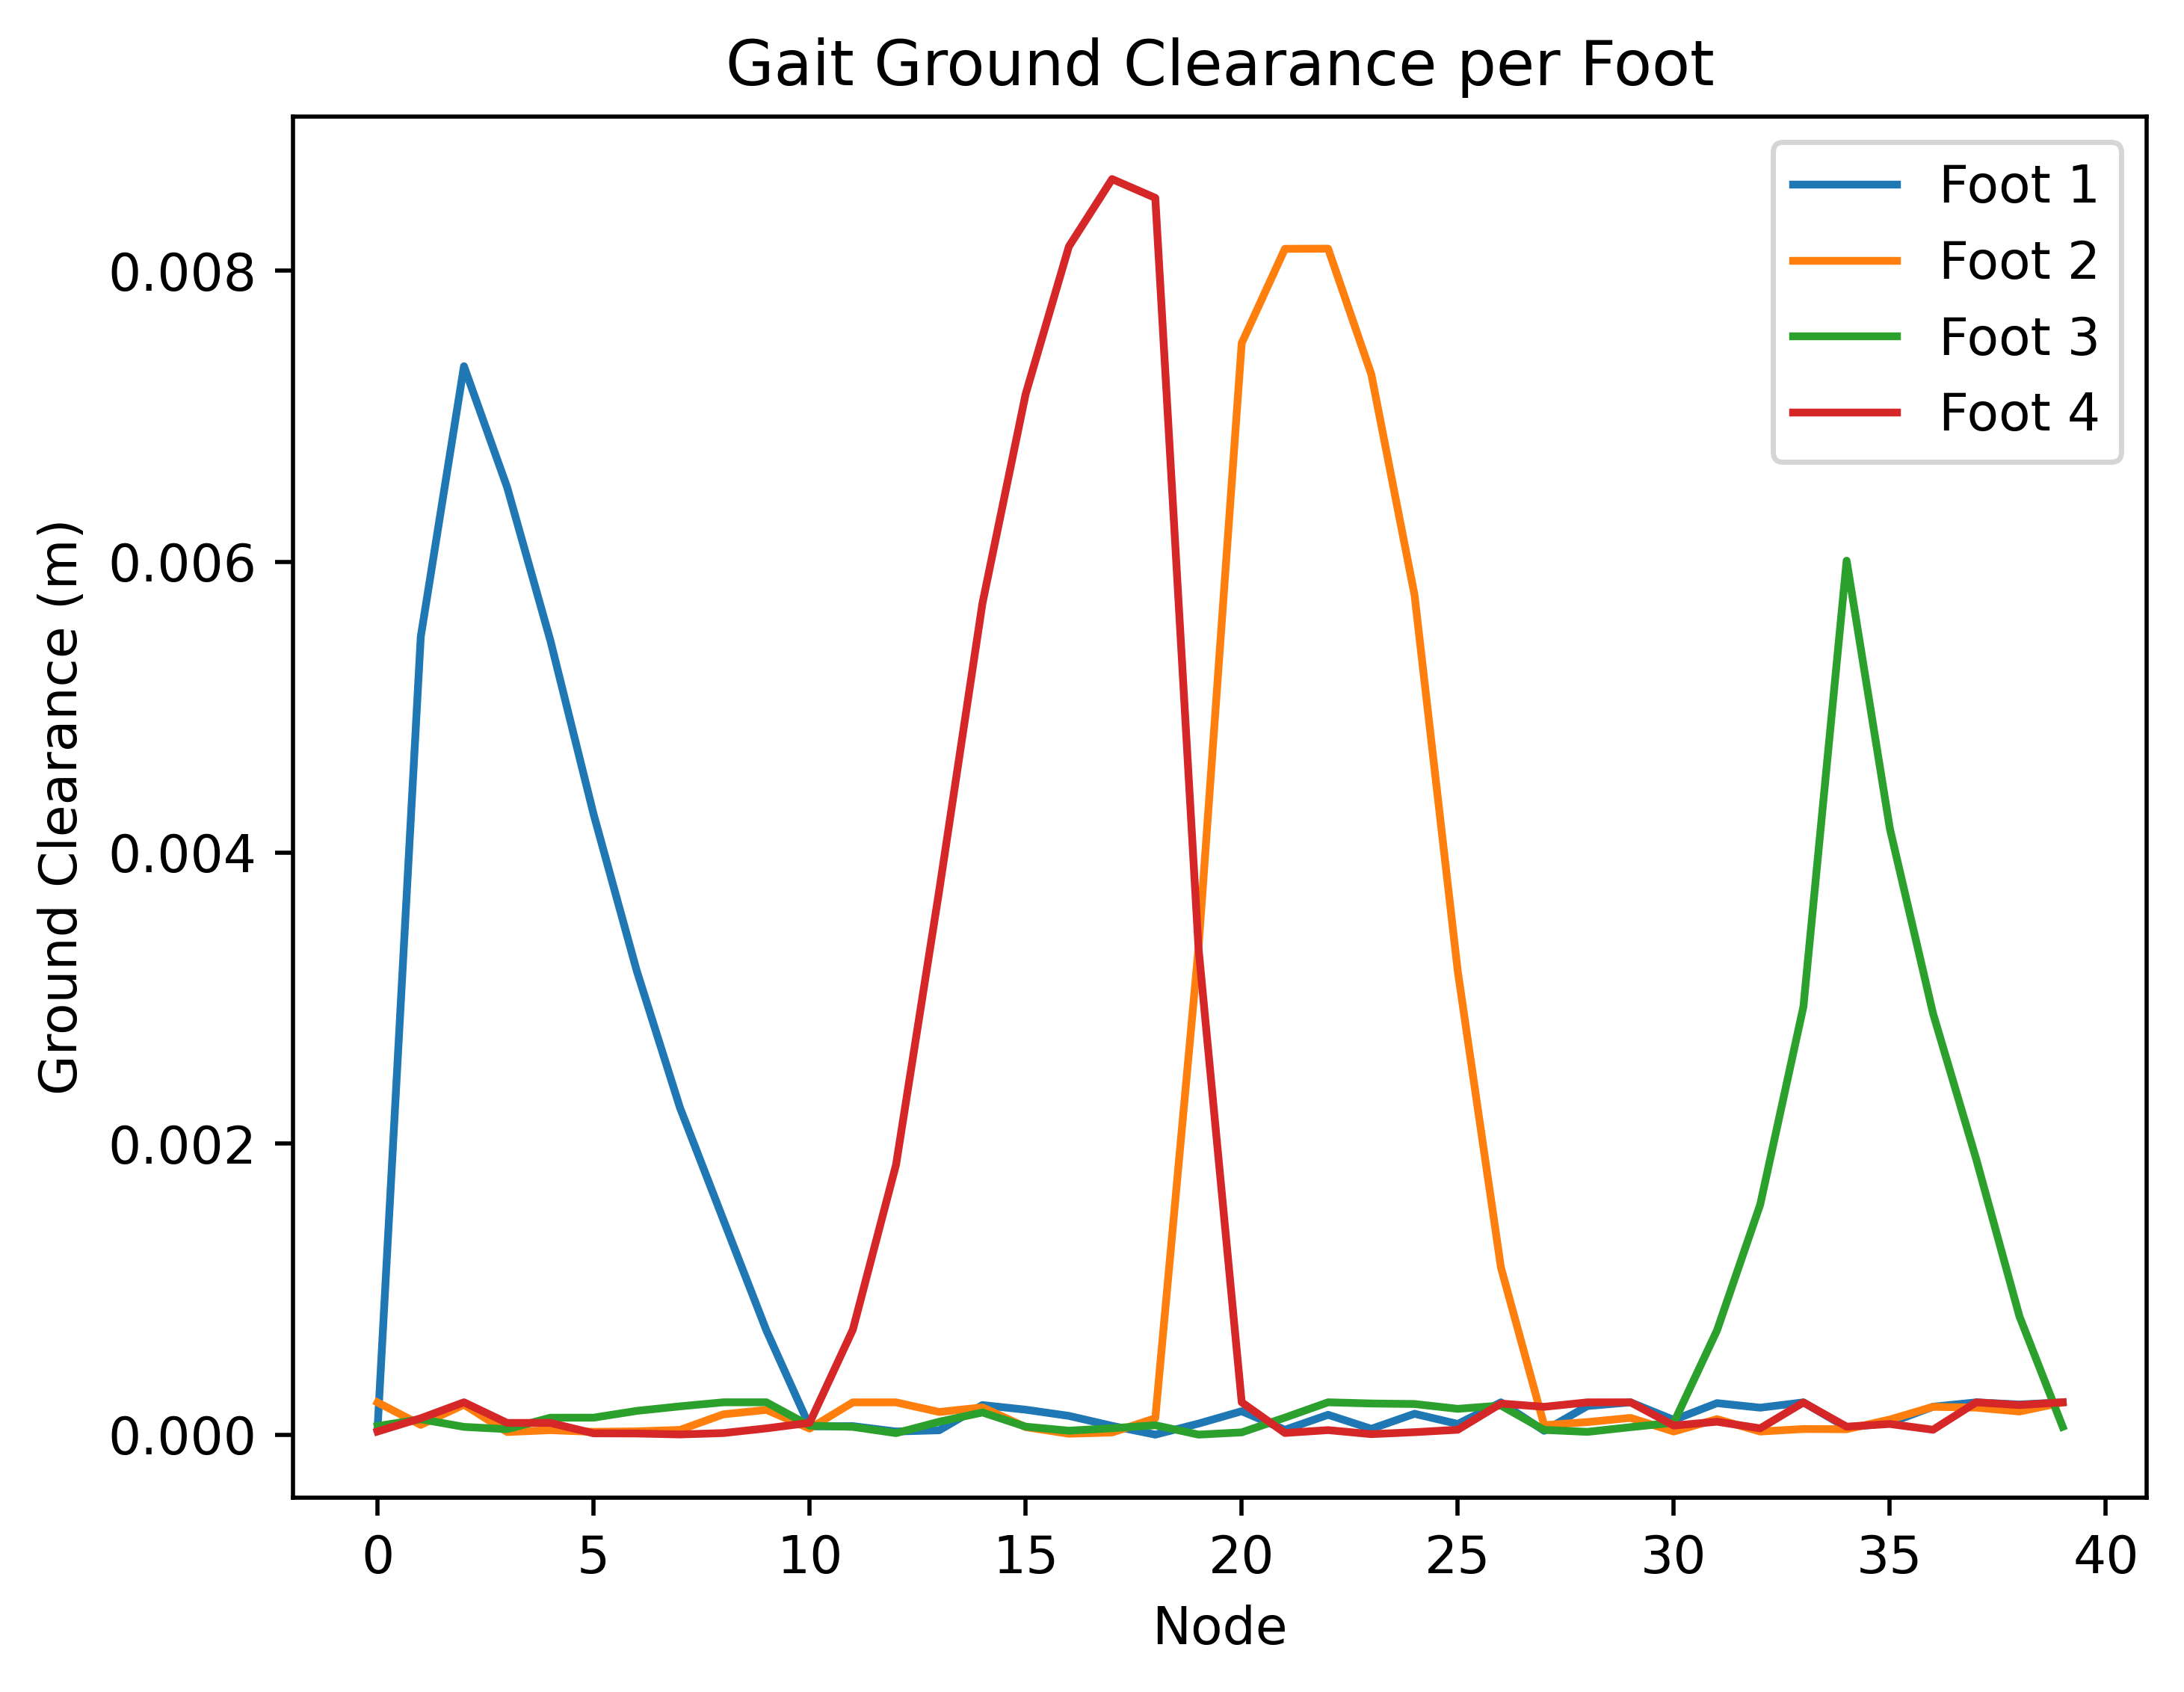 Gait Ground Clearance per Foot
Foot 1
Foot 2
Foot 3
Foot 4
Ground Clearance (m)
0.008
0.006
0.004
0.002
0.000
0 5 10 15 20 25 30 35 40
Node